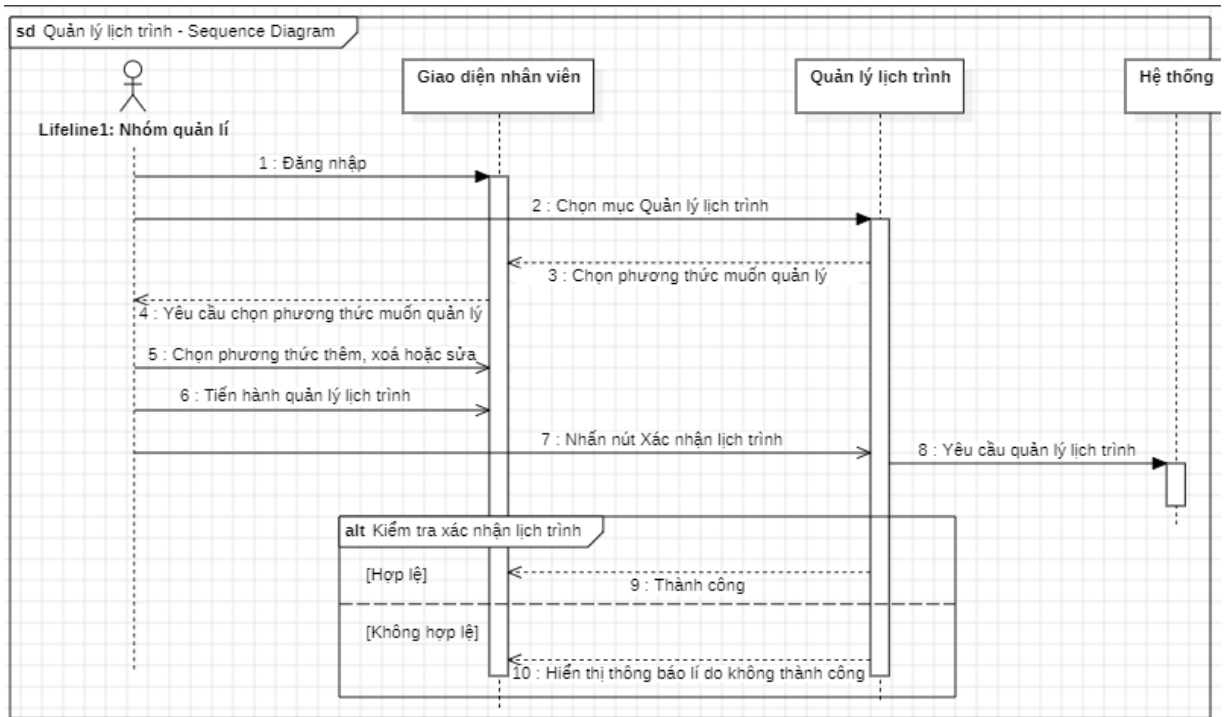 sd Quản lý lịch trình - Sequence Diagram
Giao diện nhân viên
Quản lý lịch trình
Hệ thống
Lifeline1: Nhóm quản lí
1 : Đăng nhập
2 : Chọn mục Quản lý lịch trình
3 : Chọn phương thức muốn quản lý
4 : Yêu cầu chọn phương thức muốn quản lý
5 : Chọn phương thức thêm, xoá hoặc sửa
6 : Tiến hành quản lý lịch trình
7 : Nhấn nút Xác nhận lịch trình
8 : Yêu cầu quản lý lịch trình
alt Kiểm tra xác nhận lịch trình
[Hợp lệ]
9 : Thành công
[Không hợp lệ]
10 : Hiển thị thông báo lí do không thành công